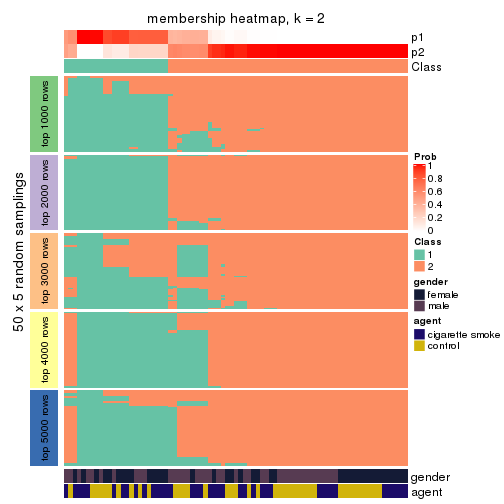 membership heatmap, k = 2
p1
p2
Class
50 x 5 random samplings
top 1000 rows
top 2000 rows
top 3000 rows
top 4000 rows
top 5000 rows
Prob
1
0.8
0.6
0.4
0.2
0
Class
1
2
gender
female
male
agent
cigarette smoke
control
gender
agent